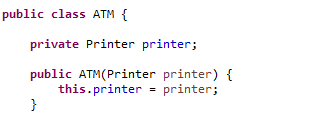 public class ATM {
private Printer printer;
public ATM(Printer printer) {
this.printer = printer;
}